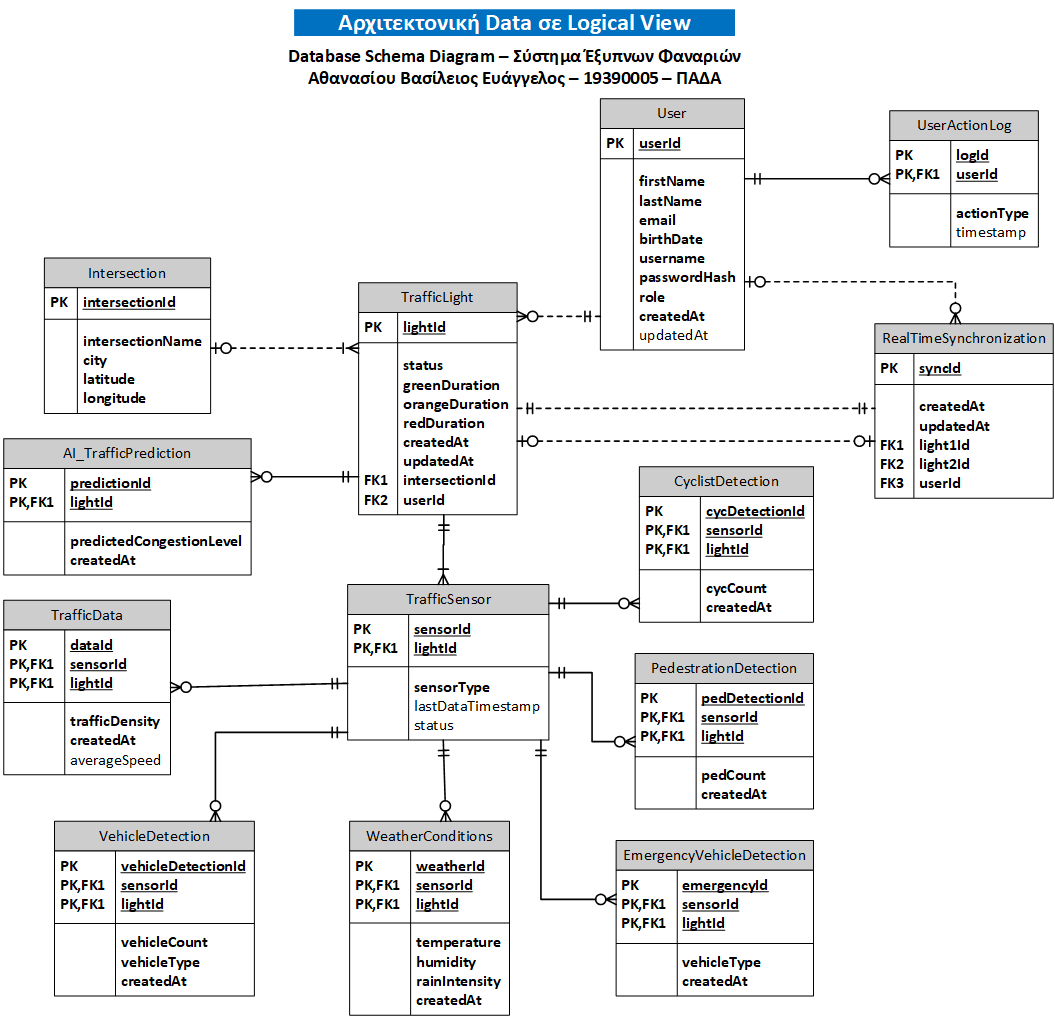 Αρχιτεκτονική Data σε Logical View
Database Schema Diagram – Σύστημα Έξυπνων Φαναριών
Αθανασίου Βασίλειος Ευάγγελος – 19390005 – ΠΑΔΑ
User
PK userId
firstName
lastName
email
birthDate
username
passwordHash
role
createdAt
updatedAt
UserActionLog
PK logId
PK,FK1 userId
actionType
timestamp
Intersection
PK intersectionId
intersectionName
city
latitude
longitude
TrafficLight
PK lightId
status
greenDuration
orangeDuration
redDuration
createdAt
updatedAt
FK1 intersectionId
FK2 userId
RealTimeSynchronization
PK syncId
createdAt
updatedAt
FK1 light1Id
FK2 light2Id
FK3 userId
AI_TrafficPrediction
PK predictionId
PK,FK1 lightId
predictedCongestionLevel
createdAt
CyclistDetection
PK cycDetectionId
PK,FK1 sensorId
PK,FK1 lightId
cycCount
createdAt
TrafficSensor
PK sensorId
PK,FK1 lightId
sensorType
lastDataTimestamp
status
TrafficData
PK dataId
PK,FK1 sensorId
PK,FK1 lightId
trafficDensity
createdAt
averageSpeed
PedestrationDetection
PK pedDetectionId
PK,FK1 sensorId
PK,FK1 lightId
pedCount
createdAt
VehicleDetection
PK vehicleDetectionId
PK,FK1 sensorId
PK,FK1 lightId
vehicleCount
vehicleType
createdAt
WeatherConditions
PK weatherId
PK,FK1 sensorId
PK,FK1 lightId
temperature
humidity
rainIntensity
createdAt
EmergencyVehicleDetection
PK emergencyId
PK,FK1 sensorId
PK,FK1 lightId
vehicleType
createdAt